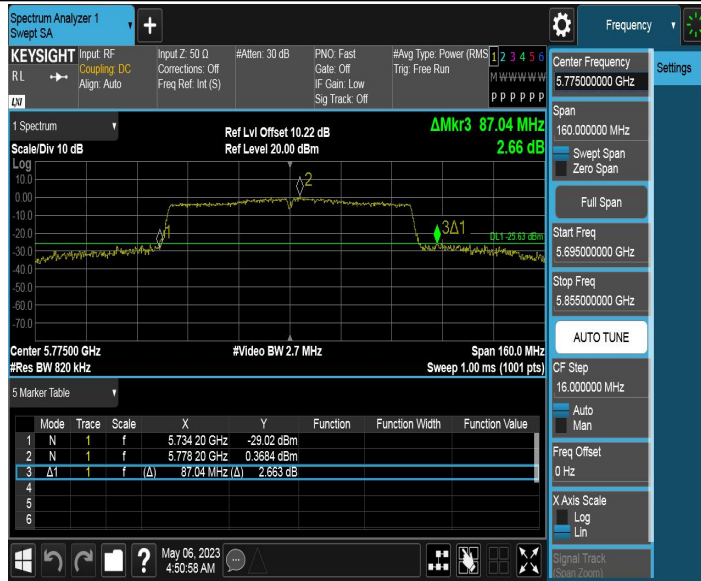 Spectrum Analyzer 1
Swept SA
+
Frequency
KEYSIGHT
Input: RF
Coupling: DC
Align: Auto
Input Z: 50 Ω
Corrections: Off
Freq Ref: Int (S)
#Atten: 30 dB
PNO: Fast
Gate: Off
IF Gain: Low
Sig Track: Off
#Avg Type: Power (RMS
Trig: Free Run
1 2 3 4 5 6
M W W W W W
P P P P P P
RL
LXI
1 Spectrum
Scale/Div 10 dB
Ref Lvl Offset 10.22 dB
Ref Level 20.00 dBm
ΔMkr3 87.04 MHz
2.66 dB
Log
10.0
0.00
-10.0
-20.0
-30.0
-40.0
-50.0
-60.0
-70.0
1
2
3Δ1
DL1 -25.63 dBm
Center 5.77500 GHz
#Video BW 2.7 MHz
Span 160.0 MHz
#Res BW 820 kHz
Sweep 1.00 ms (1001 pts)
5 Marker Table
Mode Trace Scale X Y Function Function Width Function Value
1 N 1 f 5.734 20 GHz -29.02 dBm
2 N 1 f 5.778 20 GHz 0.3684 dBm
3 Δ1 1 f (Δ) 87.04 MHz (Δ) 2.663 dB
4
5
6
May 06, 2023
4:50:58 AM
?
Center Frequency
5.775000000 GHz
Settings
Span
160.000000 MHz
Swept Span
Zero Span
Full Span
Start Freq
5.695000000 GHz
Stop Freq
5.855000000 GHz
AUTO TUNE
CF Step
16.000000 MHz
Auto
Man
Freq Offset
0 Hz
X Axis Scale
Log
Lin
Signal Track
(Span Zoom)